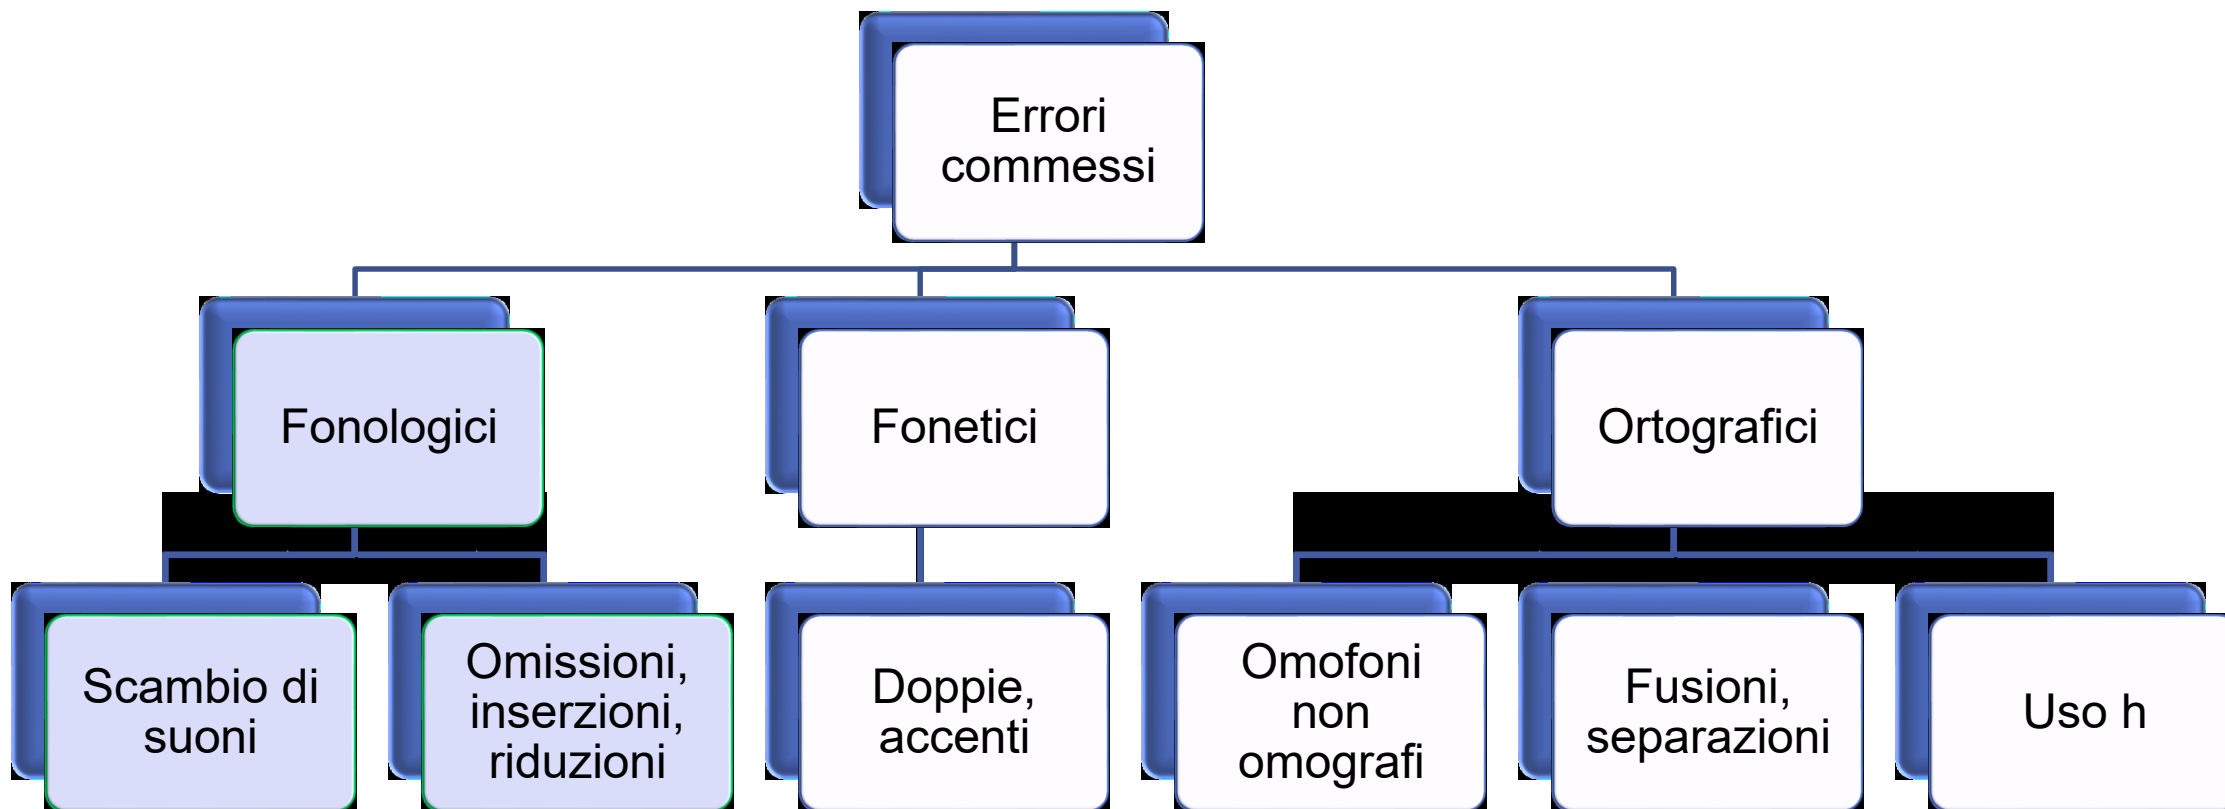 Errori
commessi
Fonologici
Fonetici
Ortografici
Scambio di
suoni
Omissioni,
inserzioni,
riduzioni
Doppie,
accenti
Omofoni
non
omografi
Fusioni,
separazioni
Uso h